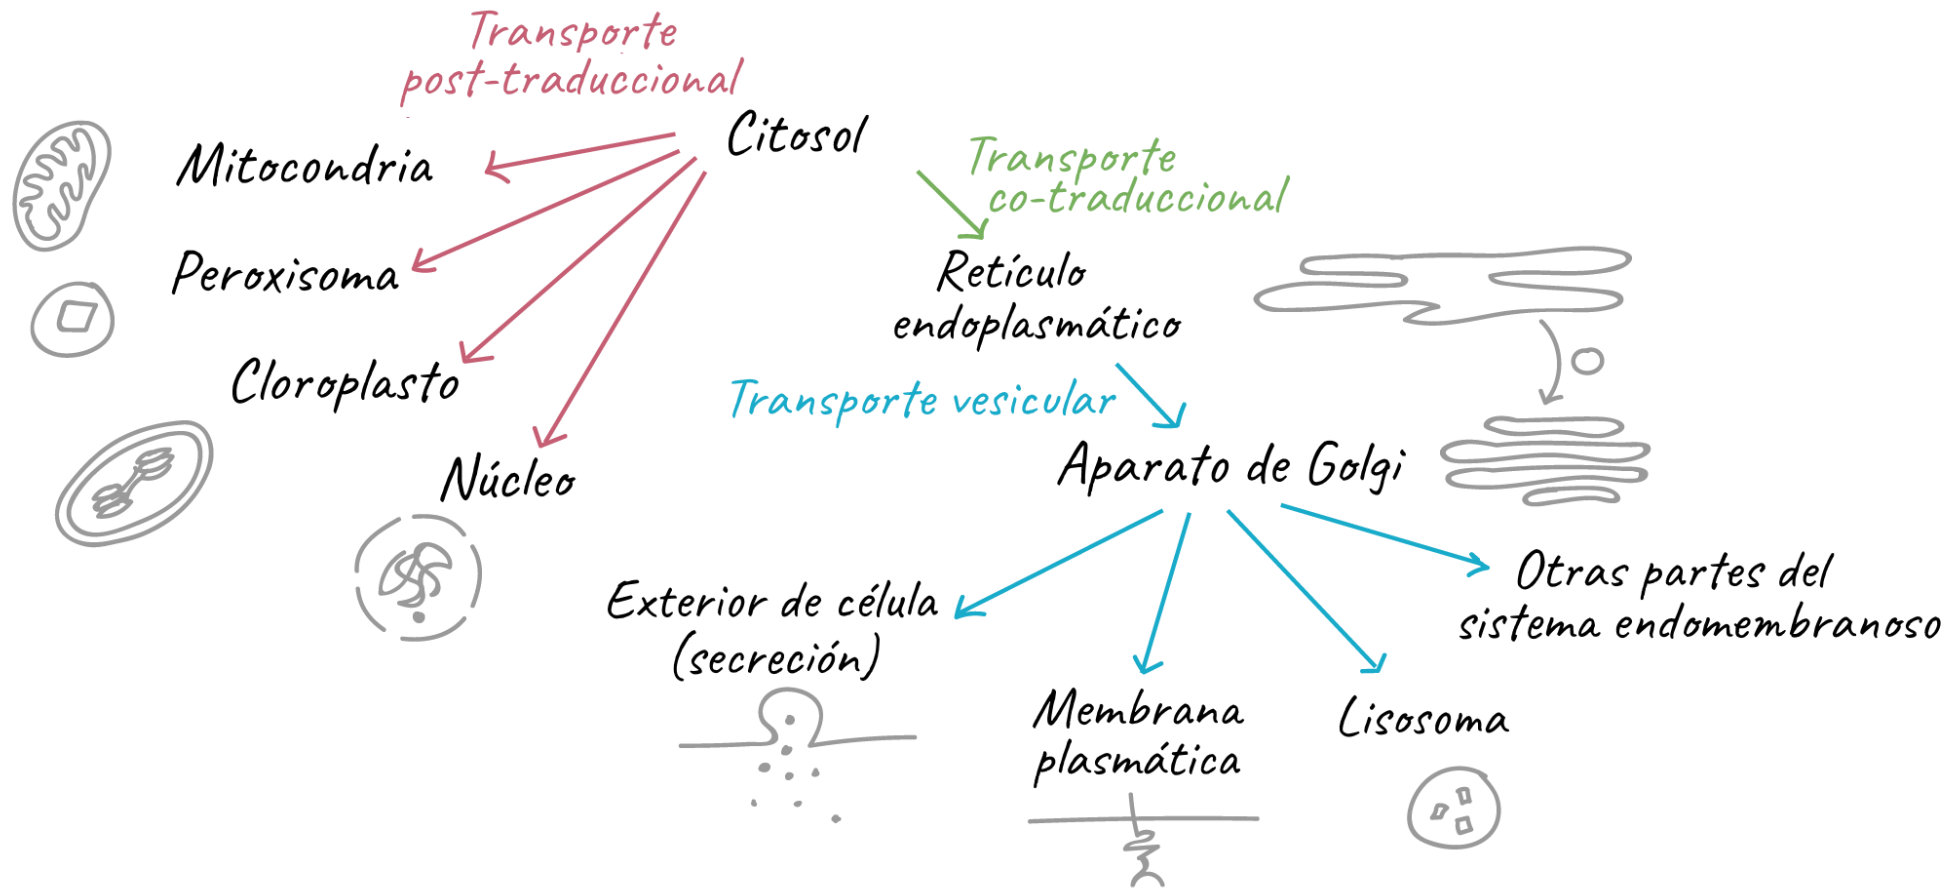 Transporte
post-traduccional
Citosol
Mitocondria
Transporte
co-traduccional
Peroxisoma
Retículo
endoplasmático
Cloroplasto
Transporte vesicular
Núcleo
Aparato de Golgi
Exterior de célula
(secreción)
Otras partes del
sistema endomembranoso
Membrana
plasmática
Lisosoma